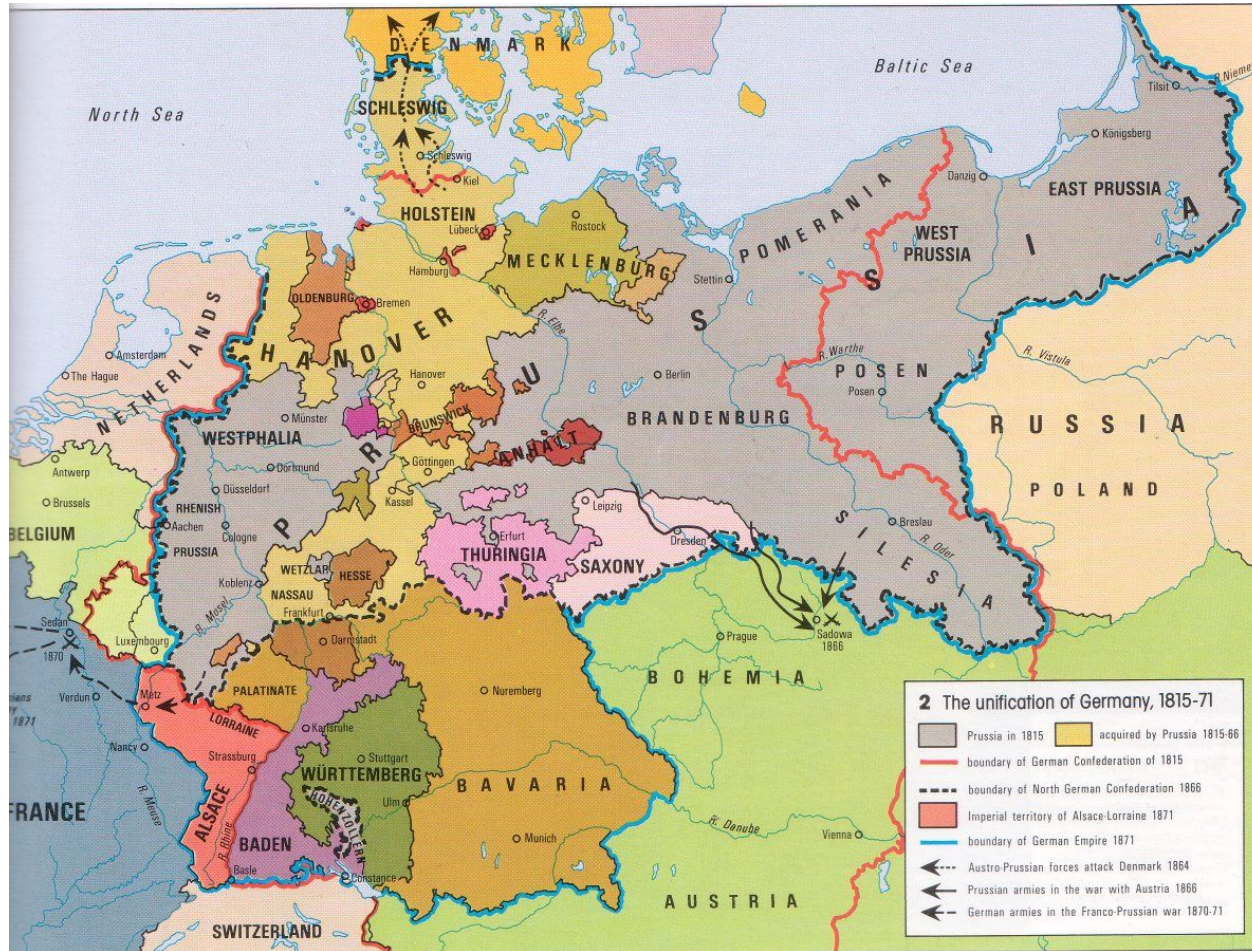 DENMARK
Baltic Sea
North Sea
R. Niemen
Tilsit
SCHLESWIG
Königsberg
Schleswig
Kiel
Danzig
EAST PRUSSIA
HOLSTEIN
Rostock
POMERANIA
WEST
PRUSSIA
Lübeck
MECKLENBURG
Hamburg
Stettin
OLDENBURG
Bremen
NETHERLANDS
HANOVER
R. Elbe
PRUSSIA
R. Vistula
Amsterdam
The Hague
R. Warthe
POSEN
Posen
Hanover
Berlin
Münster
BRUNSWICK
BRANDENBURG
RUSSIA
WESTPHALIA
ANHALT
Göttingen
Antwerp
Dortmund
Kassel
POLAND
Brussels
Düsseldorf
Leipzig
RHENISH
PRUSSIA
Aachen
Cologne
Breslau
R. Oder
SILESIA
BELGIUM
Erfurt
Dresden
THURINGIA
SAXONY
WETZLAR
HESSE
Koblenz
NASSAU
Frankfurt
R. Mosel
Sedan
1870
Luxembourg
Darmstadt
Prague
Sadowa
1866
BOHEMIA
PALATINATE
Nuremberg
Verdun
Metz
LORRAINE
1871
Karlsruhe
Nancy
Strassburg
Stuttgart
WÜRTTEMBERG
BAVARIA
R. Meuse
FRANCE
ALSACE
R. Rhine
HOHENZOLLERN
Ulm
BADEN
Munich
R. Danube
Vienna
Basle
Constance
AUSTRIA
SWITZERLAND
2 The unification of Germany, 1815-71
Prussia in 1815
acquired by Prussia 1815-66
boundary of German Confederation of 1815
boundary of North German Confederation 1866
Imperial territory of Alsace-Lorraine 1871
boundary of German Empire 1871
Austro-Prussian forces attack Denmark 1864
Prussian armies in the war with Austria 1866
German armies in the Franco-Prussian war 1870-71